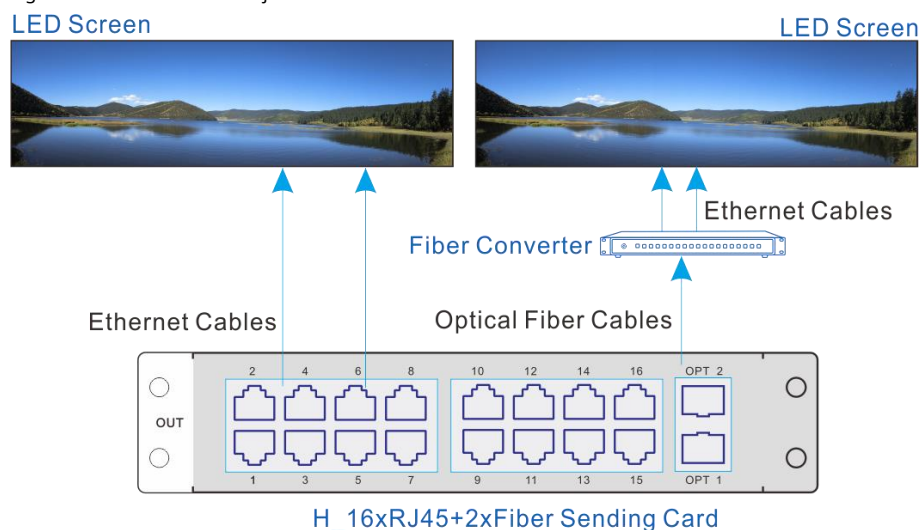 LED Screen
LED Screen
Ethernet Cables
Fiber Converter
Ethernet Cables
Optical Fiber Cables
2 4 6 8 10 12 14 16 OPT 2
OUT
1 3 5 7 9 11 13 15 OPT 1
H 16xRJ45+2xFiber Sending Card